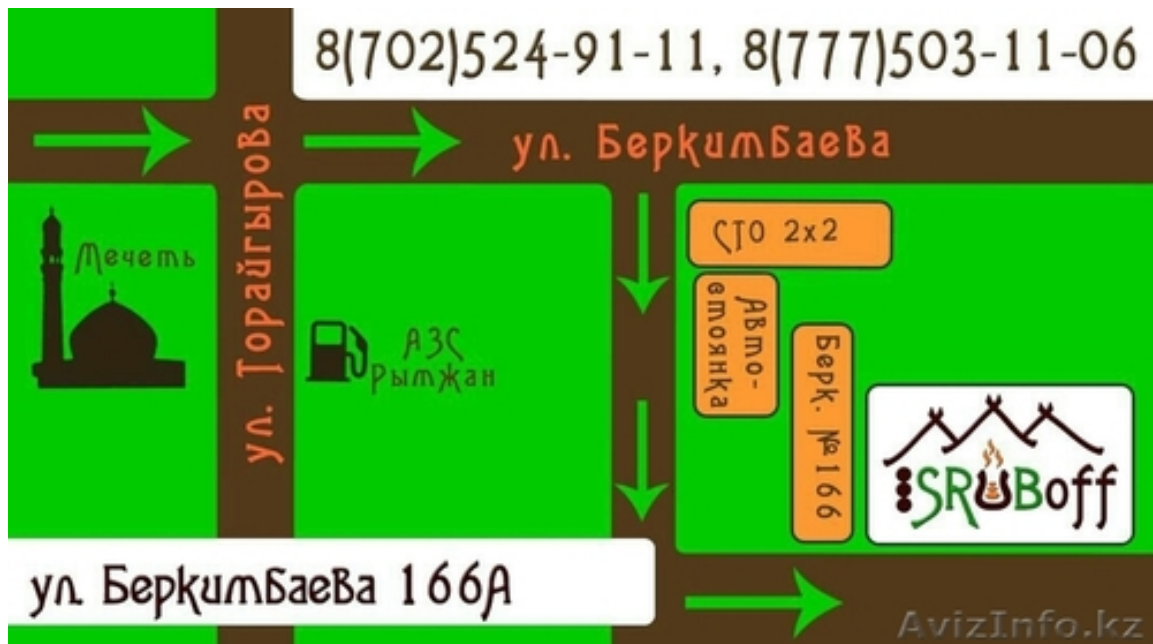 8(702)524-91-11, 8(777)503-11-06
ул. Беркимбаева
ул. Торайгырова
Мечеть
АЗС
Рымжан
СТО 2x2
Авто-
стоянка
Берк. №166
SRUBoff
ул. Беркимбаева 166А
AvizInfo.kz